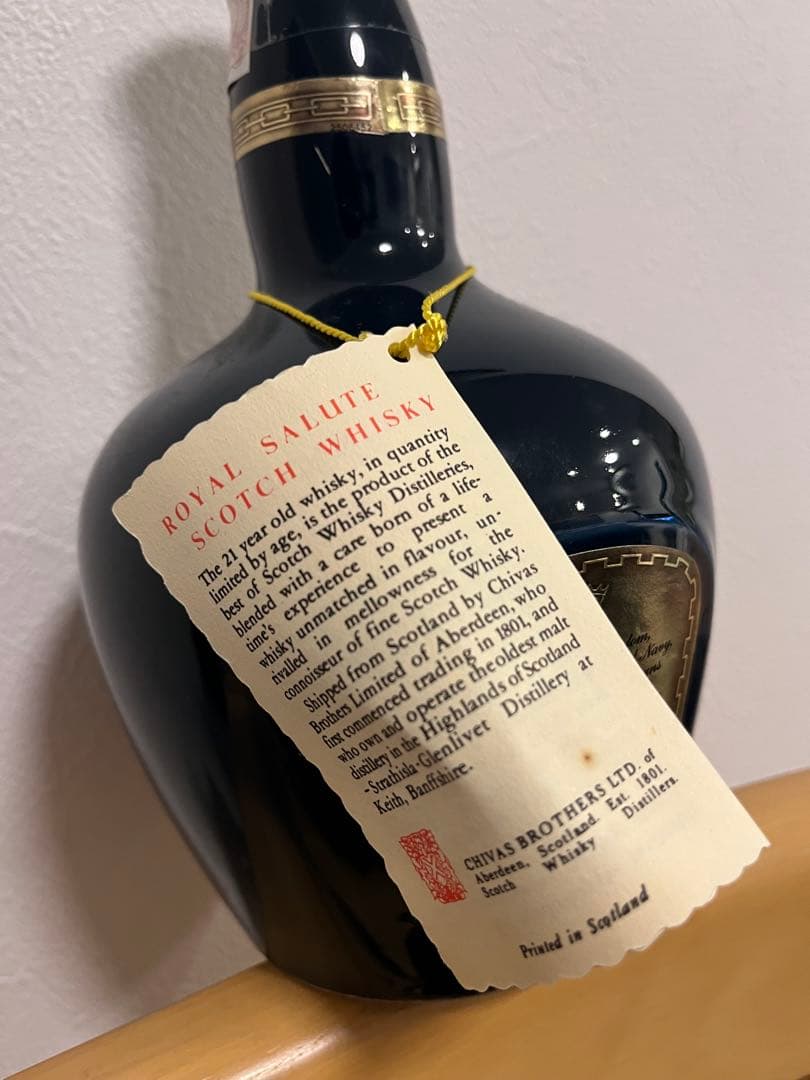 ROYAL SALUTE
SCOTCH WHISKY
The 21 year old whisky, in quantity
limited by age, is the product of the
best of Scotch Whisky Distilleries,
blended with a care born of a life-
time's experience to present a
whisky unmatched in flavour, un-
rivalled in mellowness for the
connoisseur of fine Scotch Whisky.
Shipped from Scotland by Chivas
Brothers Limited of Aberdeen, who
first commenced trading in 1801, and
who own and operate the oldest malt
distillery in the Highlands of Scotland
- Strathisla-Glenlivet Distillery at
Keith, Banffshire.
CHIVAS BROTHERS LTD. of
Aberdeen, Scotland. Est. 1801.
Scotch Whisky Distillers.
Printed in Scotland
Navy,